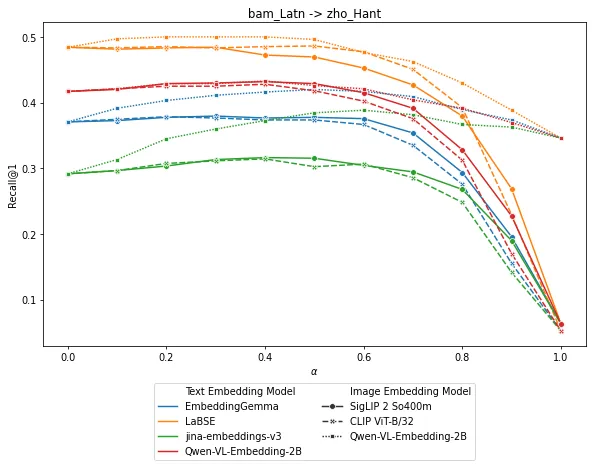 bam_Latn -> zho_Hant
Recall@1
0.5
0.4
0.3
0.2
0.1
0.0 0.2 0.4 0.6 0.8 1.0
α
Text Embedding Model Image Embedding Model
EmbeddingGemma SigLIP 2 So400m
LaBSE CLIP ViT-B/32
jina-embeddings-v3 Qwen-VL-Embedding-2B
Qwen-VL-Embedding-2B